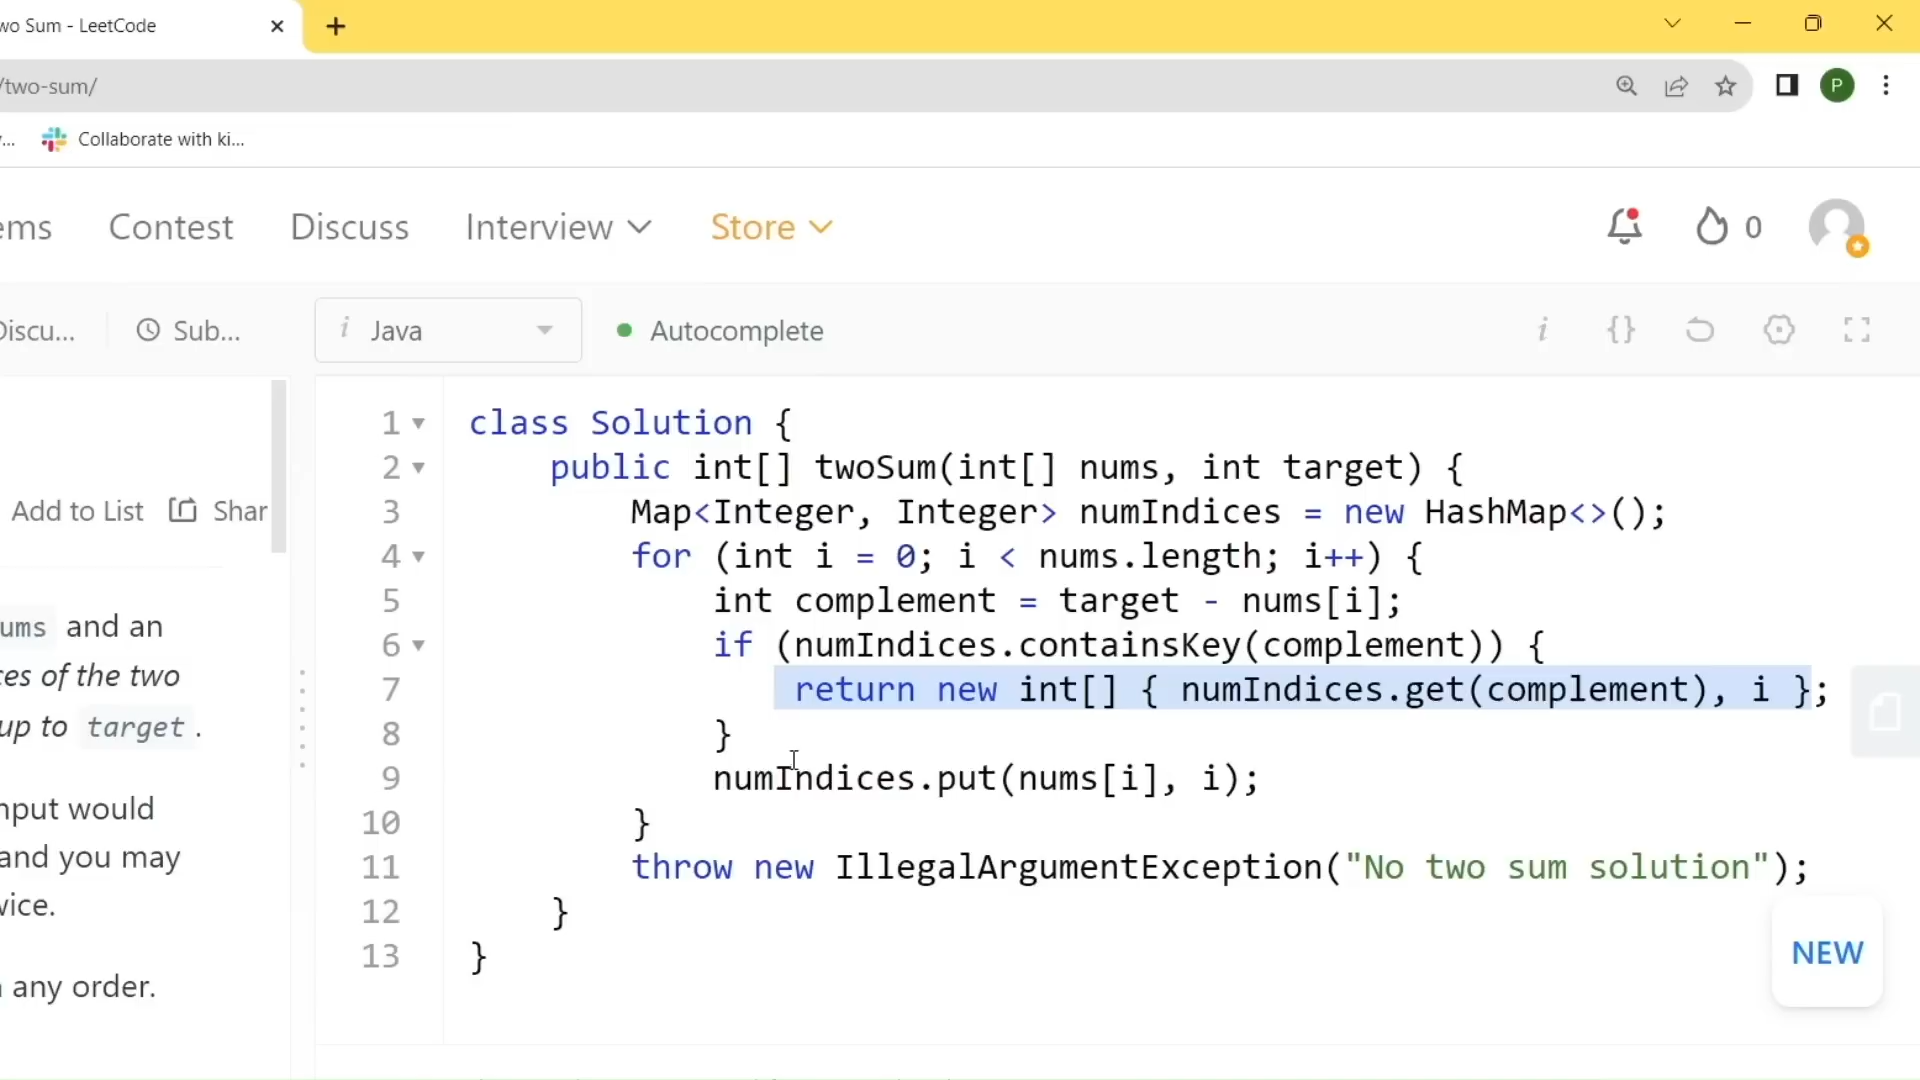 wo Sum - LeetCode
/two-sum/
P
Collaborate with ki...
ems Contest Discuss Interview Store 0
Discu... Sub... i Java Autocomplete i {}
Add to List Shar
ums and an
ces of the two
up to target .
nput would
and you may
wice.
any order.
1 class Solution {
2 public int[] twoSum(int[] nums, int target) {
3 Map<Integer, Integer> numIndices = new HashMap<>();
4 for (int i = 0; i < nums.length; i++) {
5 int complement = target - nums[i];
6 if (numIndices.containsKey(complement)) {
7 return new int[] { numIndices.get(complement), i };
8 }
9 numIndices.put(nums[i], i);
10 }
11 throw new IllegalArgumentException("No two sum solution");
12 }
13 }
NEW